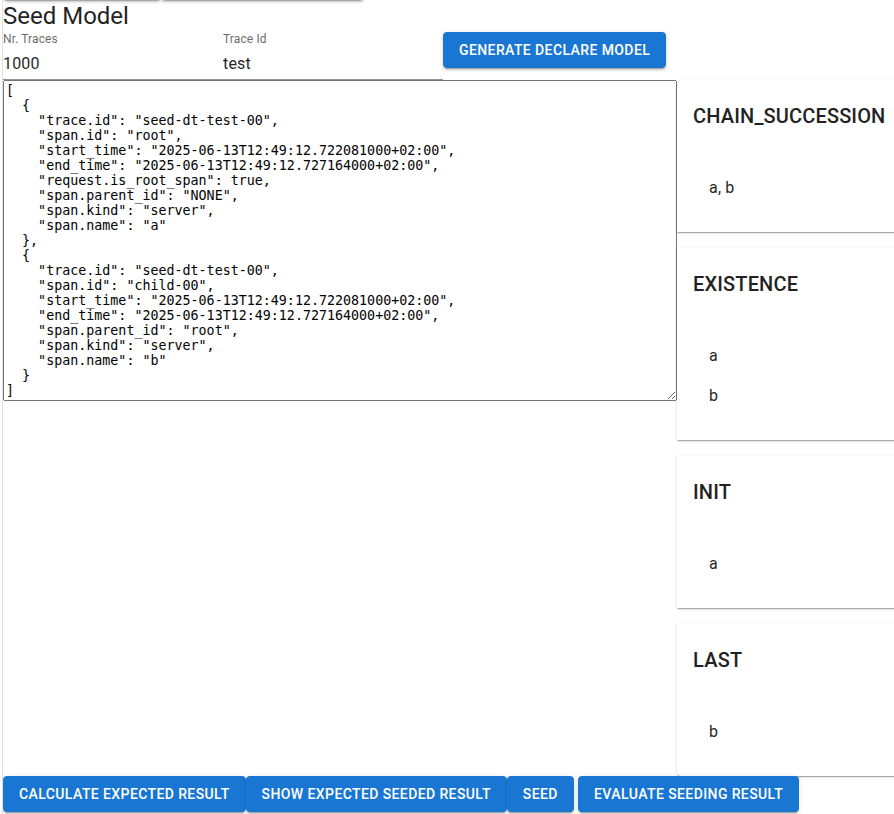 Seed Model
Nr. Traces
Trace Id
1000
test
GENERATE DECLARE MODEL
[
  {
    "trace.id": "seed-dt-test-00",
    "span.id": "root",
    "start_time": "2025-06-13T12:49:12.722081000+02:00",
    "end_time": "2025-06-13T12:49:12.727164000+02:00",
    "request.is_root_span": true,
    "span.parent_id": "NONE",
    "span.kind": "server",
    "span.name": "a"
  },
  {
    "trace.id": "seed-dt-test-00",
    "span.id": "child-00",
    "start_time": "2025-06-13T12:49:12.722081000+02:00",
    "end_time": "2025-06-13T12:49:12.727164000+02:00",
    "span.parent_id": "root",
    "span.kind": "server",
    "span.name": "b"
  }
]
CHAIN_SUCCESSION
a, b
EXISTENCE
a
b
INIT
a
LAST
b
CALCULATE EXPECTED RESULT
SHOW EXPECTED SEEDED RESULT
SEED
EVALUATE SEEDING RESULT